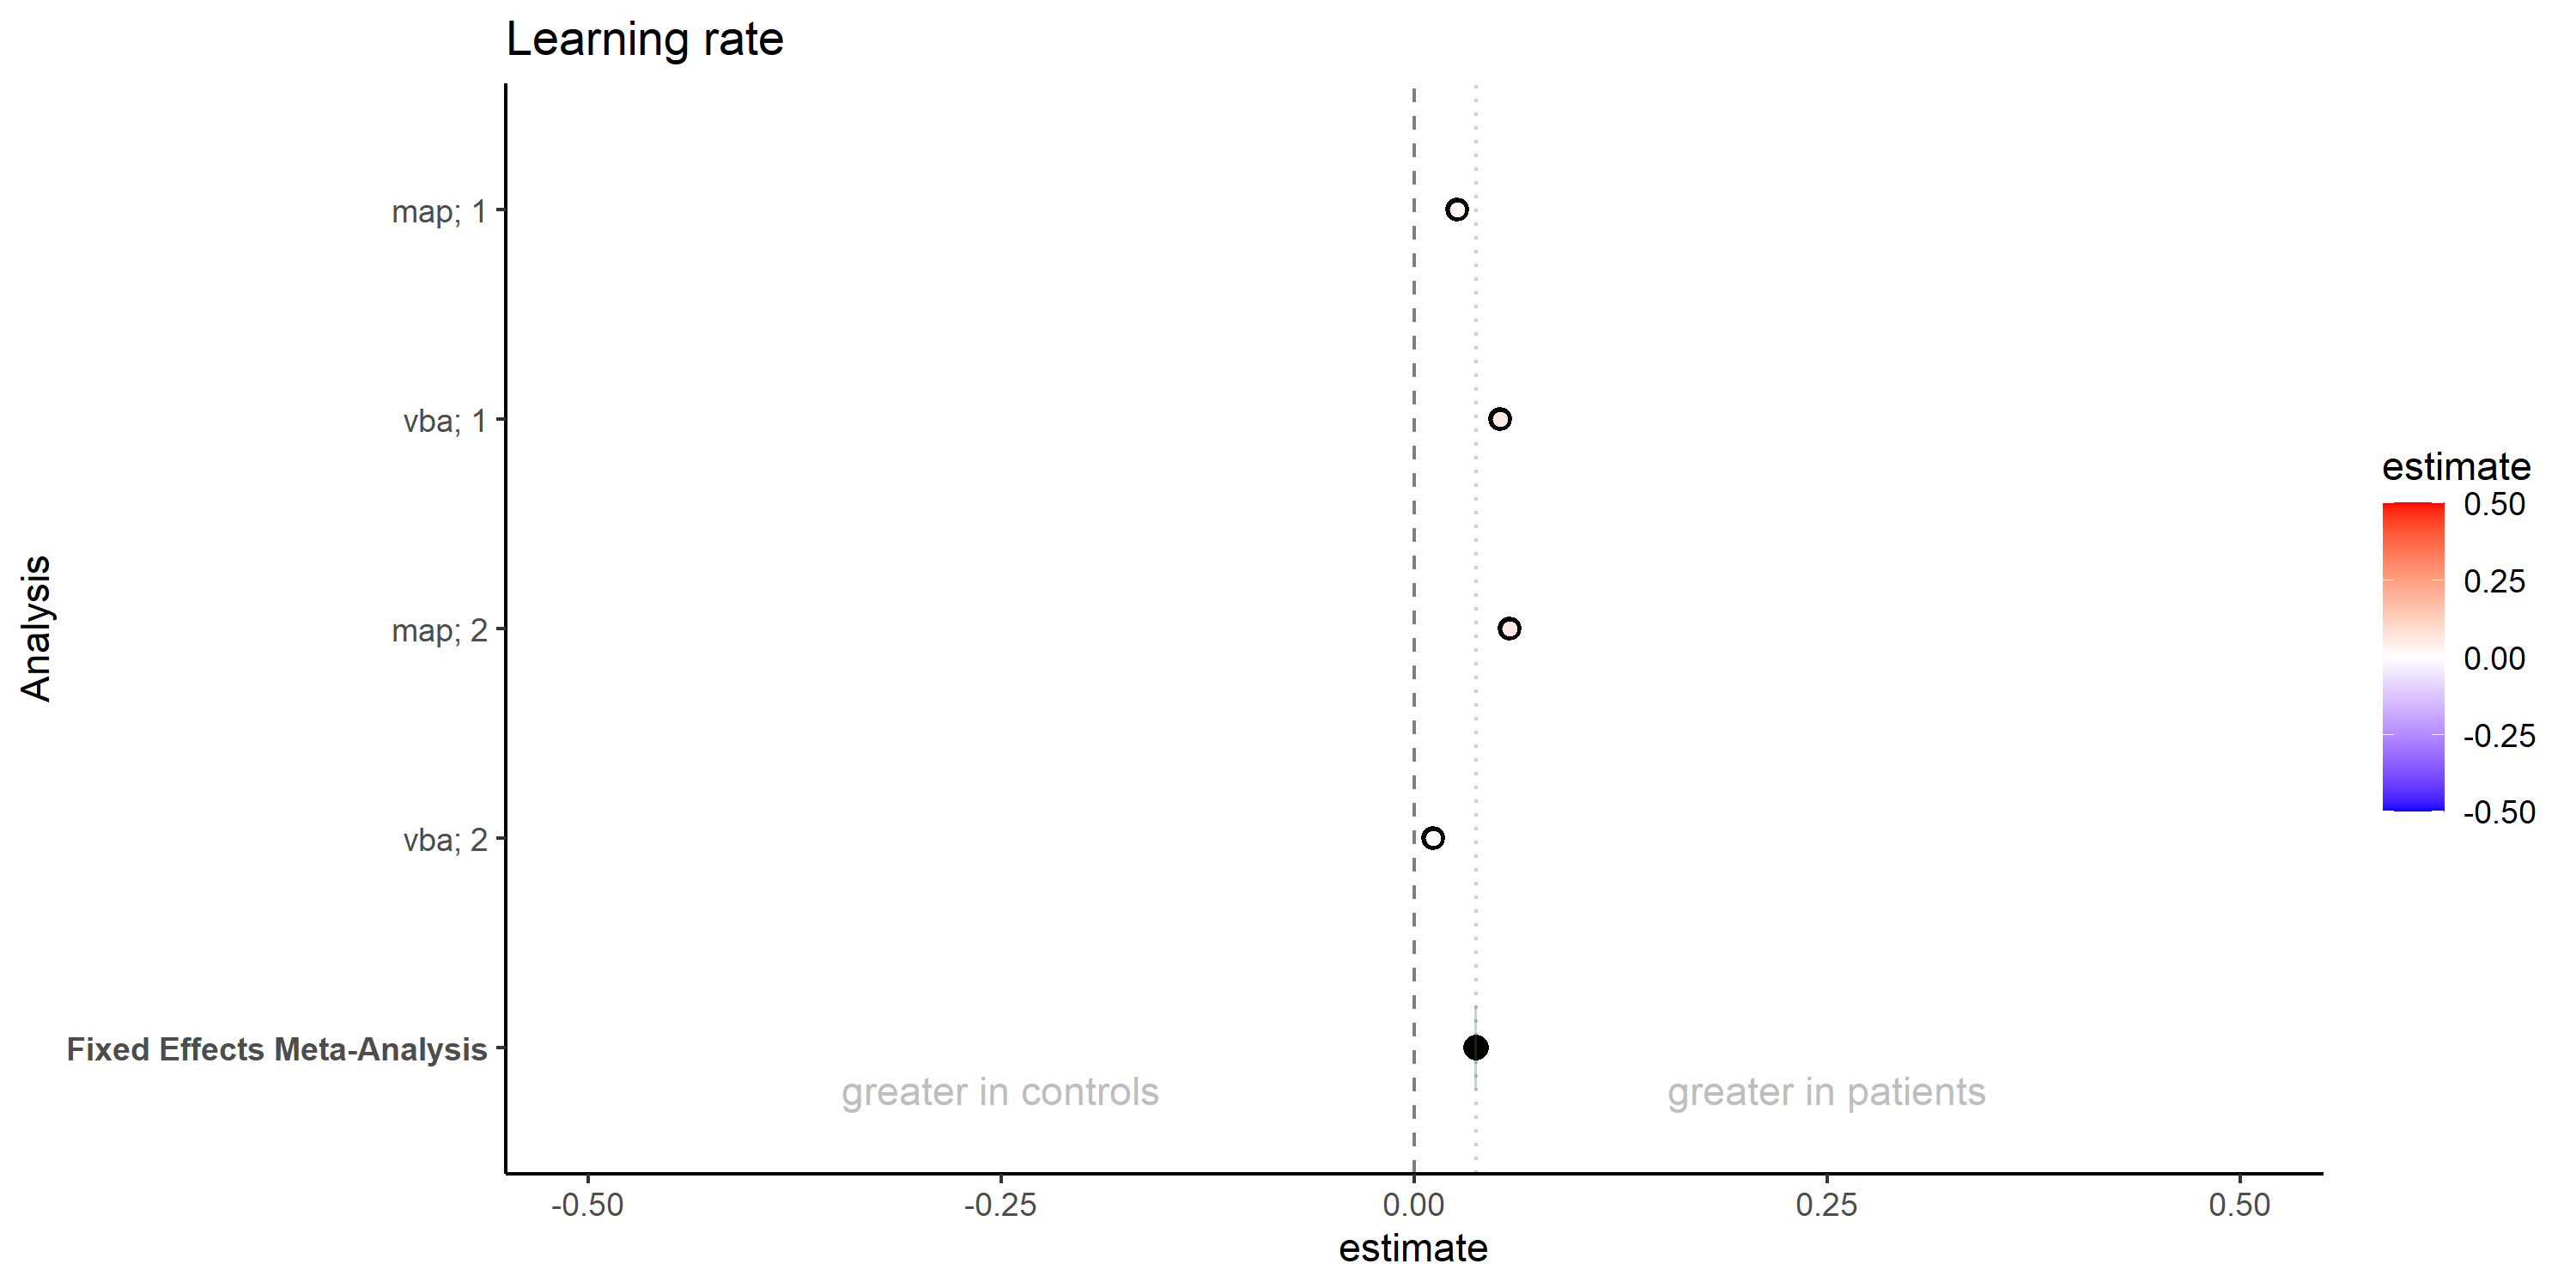 Learning rate
Analysis
map; 1
vba; 1
map; 2
vba; 2
Fixed Effects Meta-Analysis
greater in controls
greater in patients
-0.50
-0.25
0.00
0.25
0.50
estimate
estimate
0.50
0.25
0.00
-0.25
-0.50